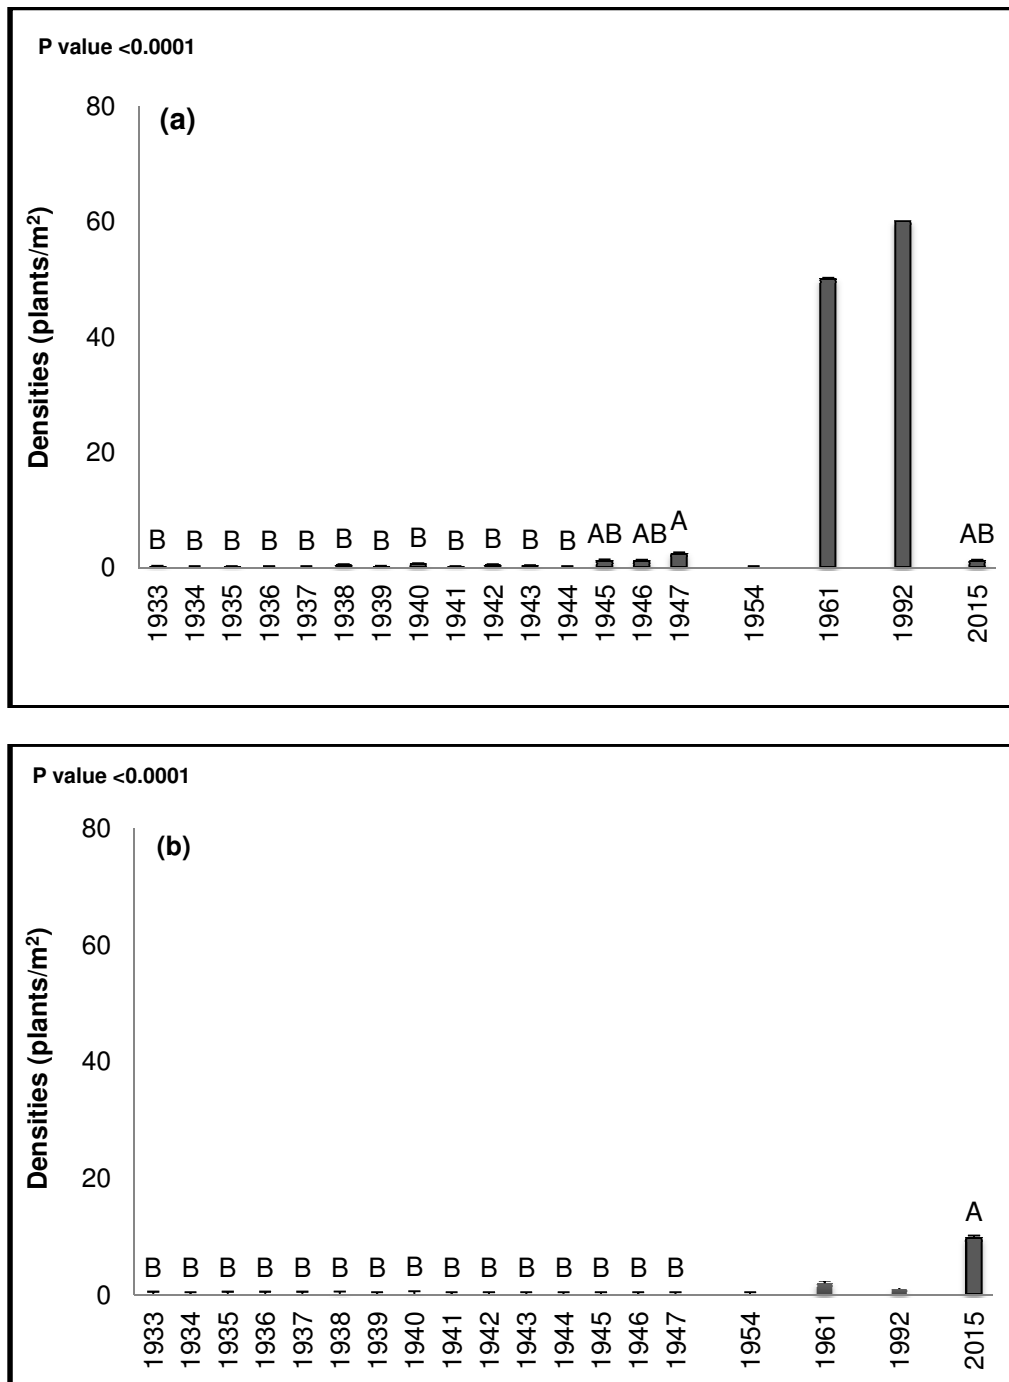 P value <0.0001
(a)
Densities (plants/m²)
80
60
40
20
0
B B B B B B B B B B B B AB AB A AB
1933 1934 1935 1936 1937 1938 1939 1940 1941 1942 1943 1944 1945 1946 1947 1954 1961 1992 2015
P value <0.0001
(b)
Densities (plants/m²)
80
60
40
20
0
B B B B B B B B B B B B B B B A
1933 1934 1935 1936 1937 1938 1939 1940 1941 1942 1943 1944 1945 1946 1947 1954 1961 1992 2015